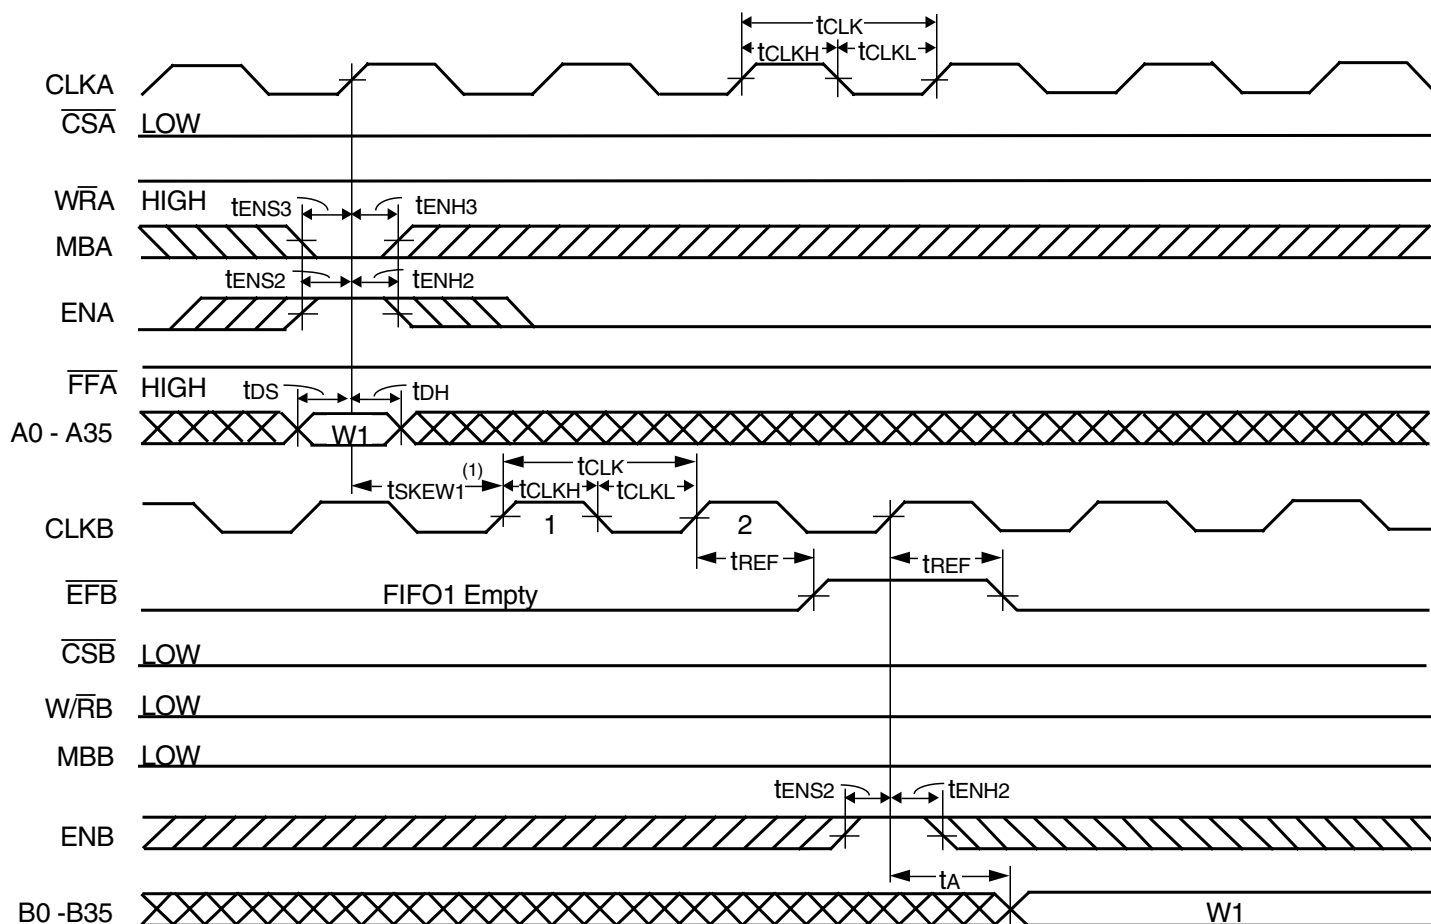 tCLK
tCLKH tCLKL
CLKA
CSA LOW
WRA HIGH
tENS3 tENH3
MBA
tENS2 tENH2
ENA
FFA HIGH
tDS tDH
A0 - A35
W1
tSKEW1(1) tCLK
tCLKH tCLKL
CLKB 1 2
tREF tREF
EFB FIFO1 Empty
CSB LOW
W/RB LOW
MBB LOW
tENS2 tENH2
ENB
tA
B0 -B35 W1